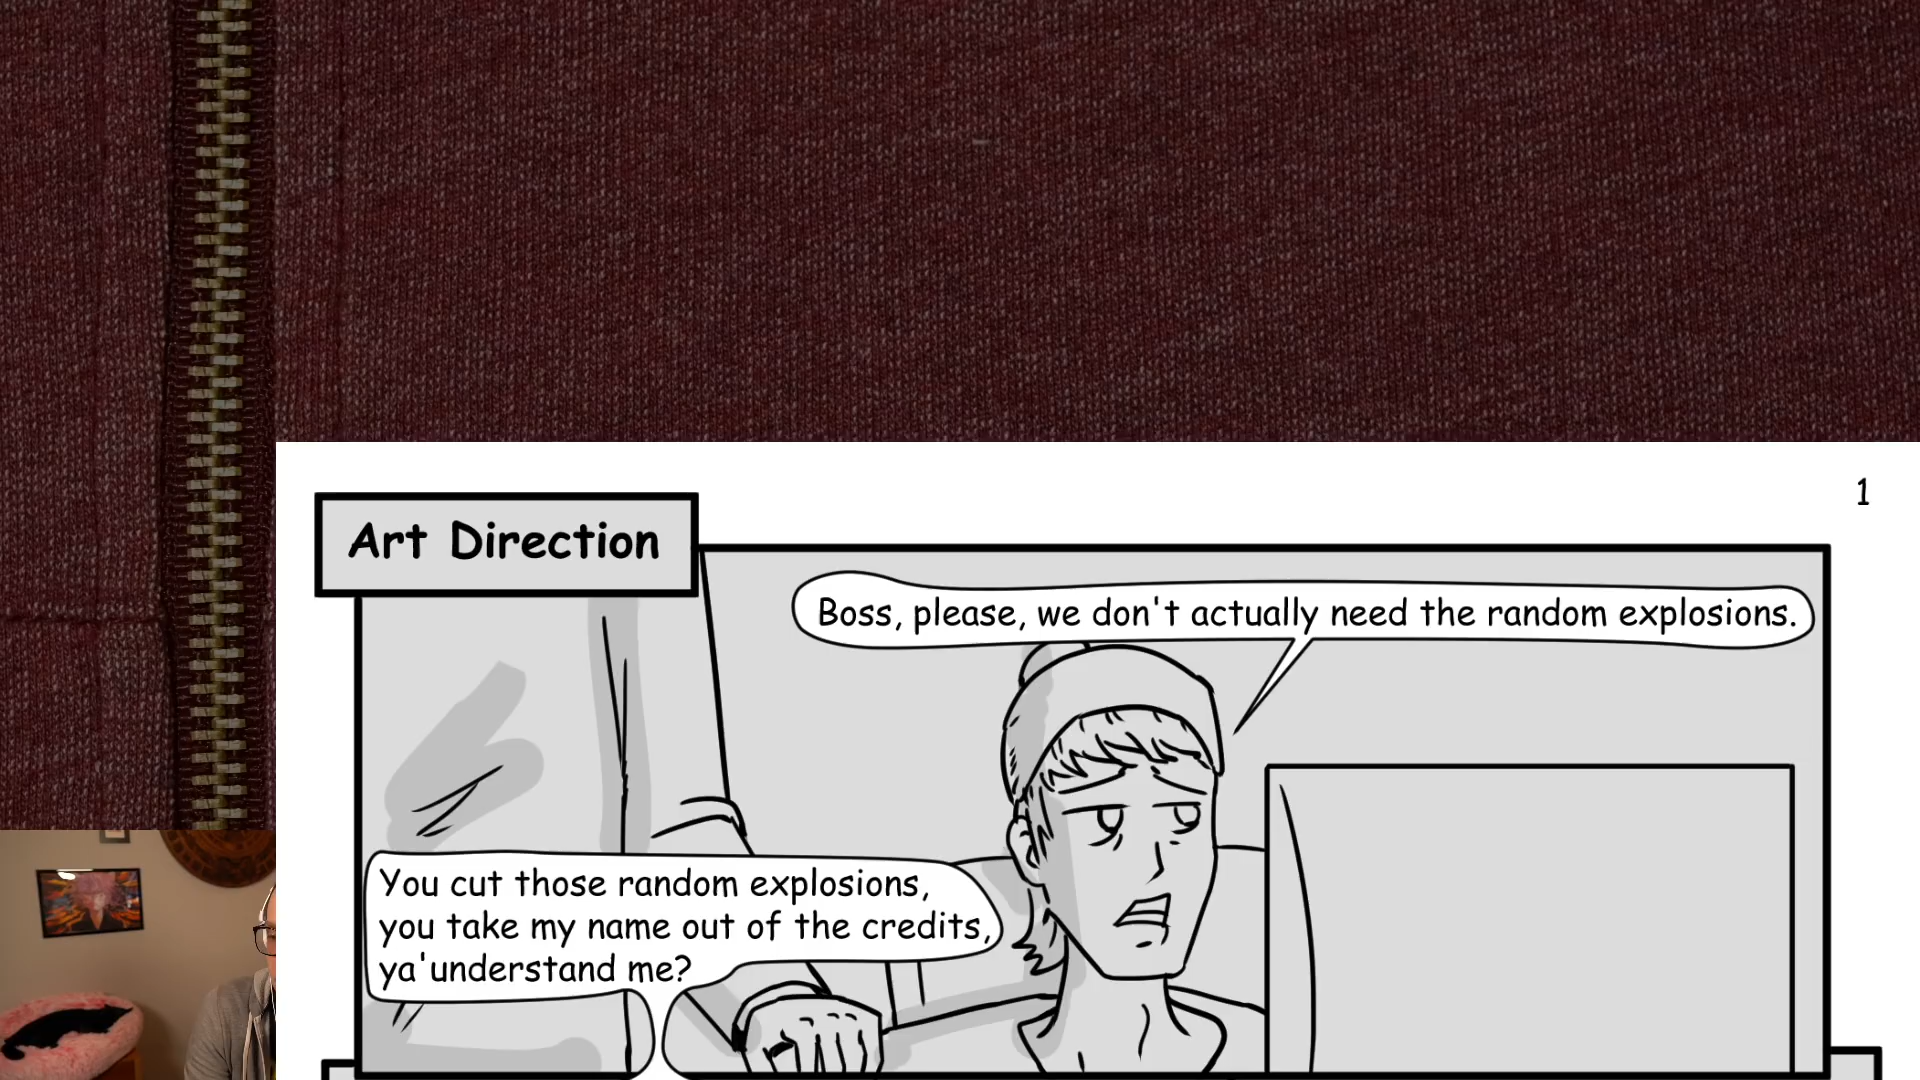 1
Art Direction
Boss, please, we don't actually need the random explosions.
You cut those random explosions,
you take my name out of the credits,
ya'understand me?